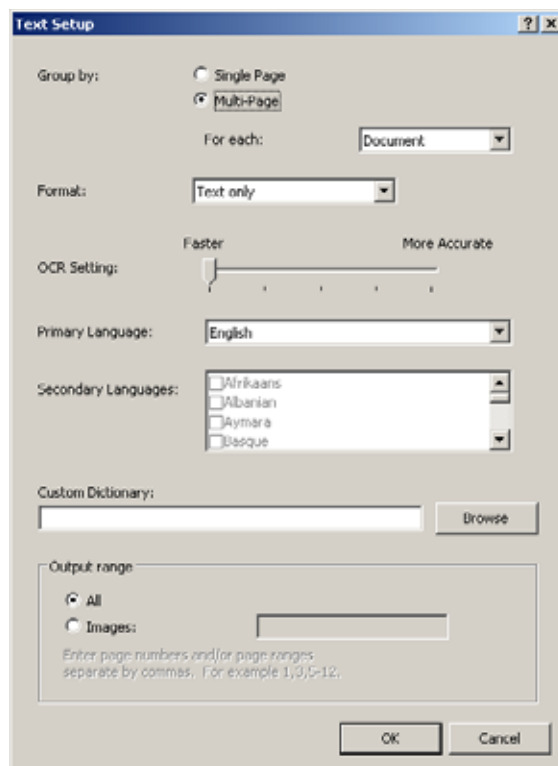 Text Setup
Group by:
Single Page
Multi-Page
For each:
Document
Format:
Text only
Faster
More Accurate
OCR Setting:
Primary Language:
English
Secondary Languages:
Afrikaans
Albanian
Aymara
Basque
Custom Dictionary:
Browse
Output range
All
Images:
Enter page numbers and/or page ranges
separate by commas. For example 1,3,5-12.
OK
Cancel